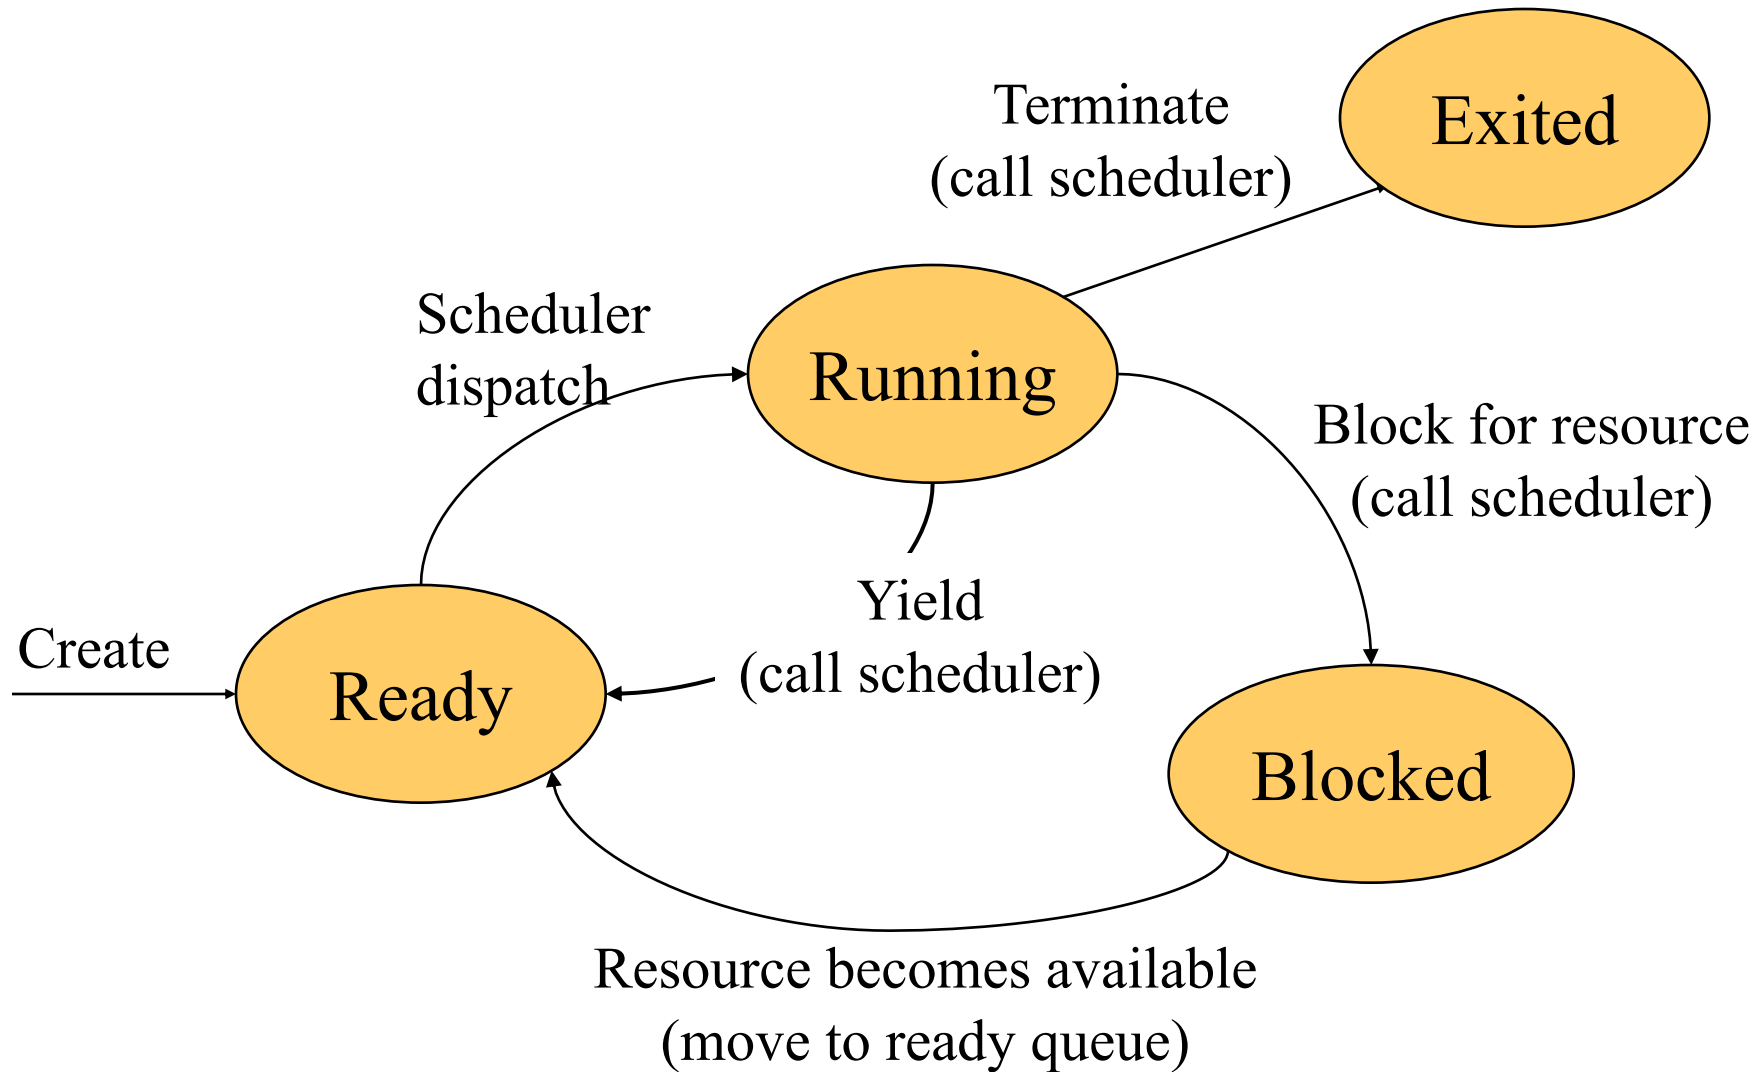 Terminate
(call scheduler)
Exited
Scheduler
dispatch
Running
Block for resource
(call scheduler)
Yield
(call scheduler)
Create
Ready
Blocked
Resource becomes available
(move to ready queue)